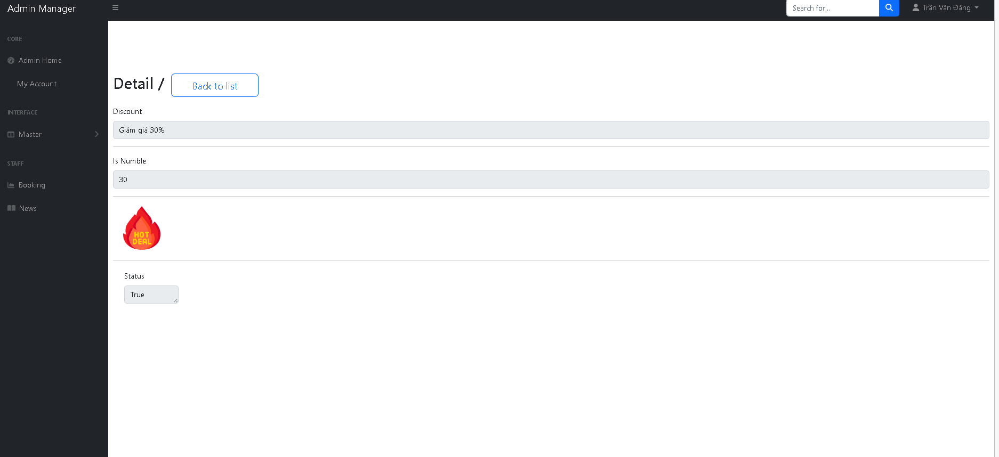 Admin Manager
Search for...
Trần Văn Đăng
CORE
Admin Home
My Account
INTERFACE
Master
STAFF
Booking
News
Detail /
Back to list
Discount
Giảm giá 30%
Is Numble
30
HOT
DEAL
Status
True